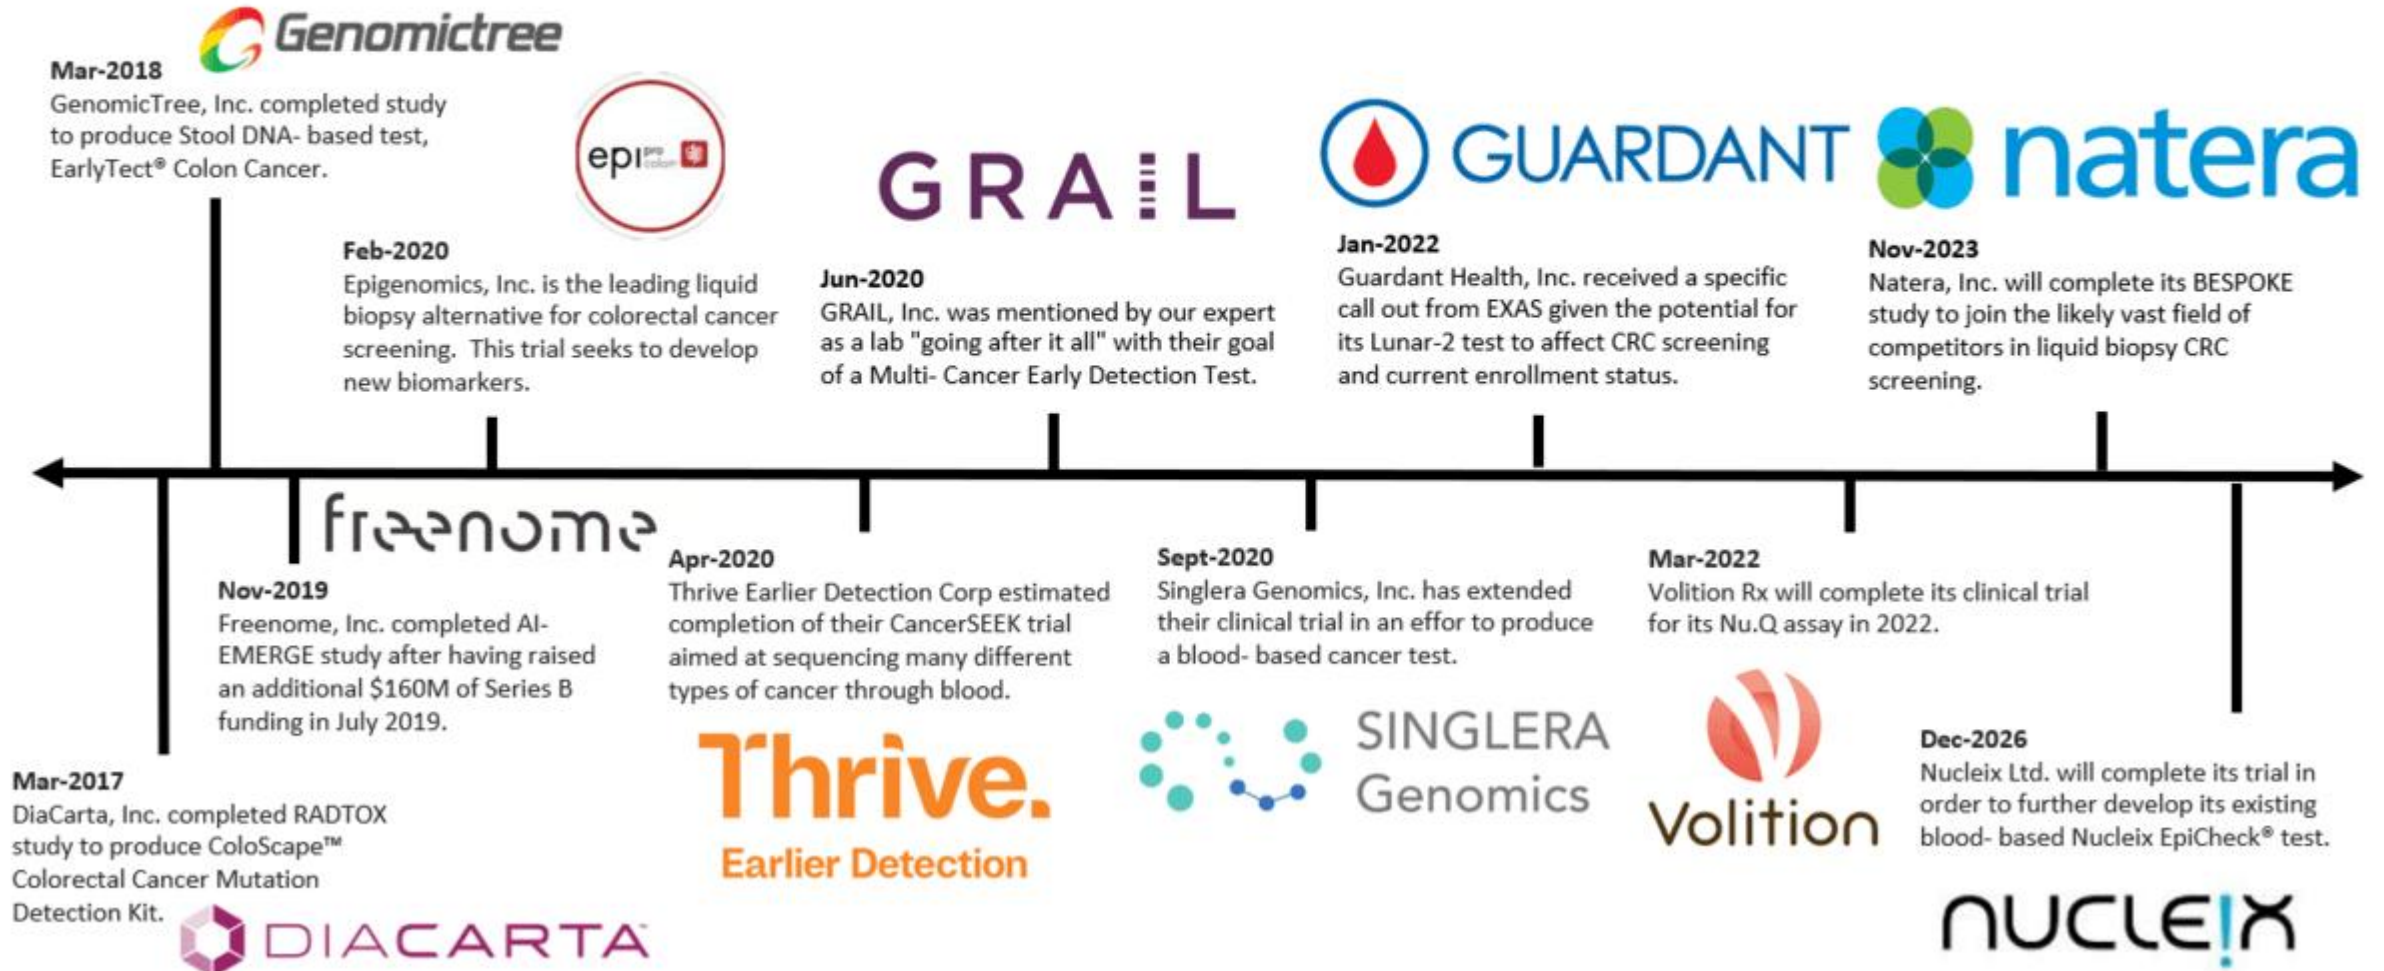 Genomictree
Mar-2018
GenomicTree, Inc. completed study
to produce Stool DNA- based test,
EarlyTect® Colon Cancer.
epi pro colon
Feb-2020
Epigenomics, Inc. is the leading liquid
biopsy alternative for colorectal cancer
screening. This trial seeks to develop
new biomarkers.
GRAIL
Jun-2020
GRAIL, Inc. was mentioned by our expert
as a lab "going after it all" with their goal
of a Multi- Cancer Early Detection Test.
GUARDANT
Jan-2022
Guardant Health, Inc. received a specific
call out from EXAS given the potential for
its Lunar-2 test to affect CRC screening
and current enrollment status.
natera
Nov-2023
Natera, Inc. will complete its BESPOKE
study to join the likely vast field of
competitors in liquid biopsy CRC
screening.
Mar-2017
DiaCarta, Inc. completed RADTOX
study to produce ColoScape™
Colorectal Cancer Mutation
Detection Kit.
DIACARTA
freenome
Nov-2019
Freenome, Inc. completed AI-
EMERGE study after having raised
an additional $160M of Series B
funding in July 2019.
Apr-2020
Thrive Earlier Detection Corp estimated
completion of their CancerSEEK trial
aimed at sequencing many different
types of cancer through blood.
Thrive.
Earlier Detection
Sept-2020
Singlera Genomics, Inc. has extended
their clinical trial in an effor to produce
a blood- based cancer test.
SINGLERA
Genomics
Mar-2022
Volition Rx will complete its clinical trial
for its Nu.Q assay in 2022.
Volition
Dec-2026
Nucleix Ltd. will complete its trial in
order to further develop its existing
blood- based Nucleix EpiCheck® test.
NUCLEIX